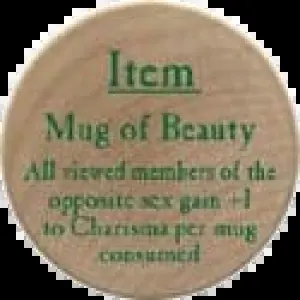 Item
Mug of Beauty
All viewed members of the
opposite sex gain +1
to Charisma per mug
consumed